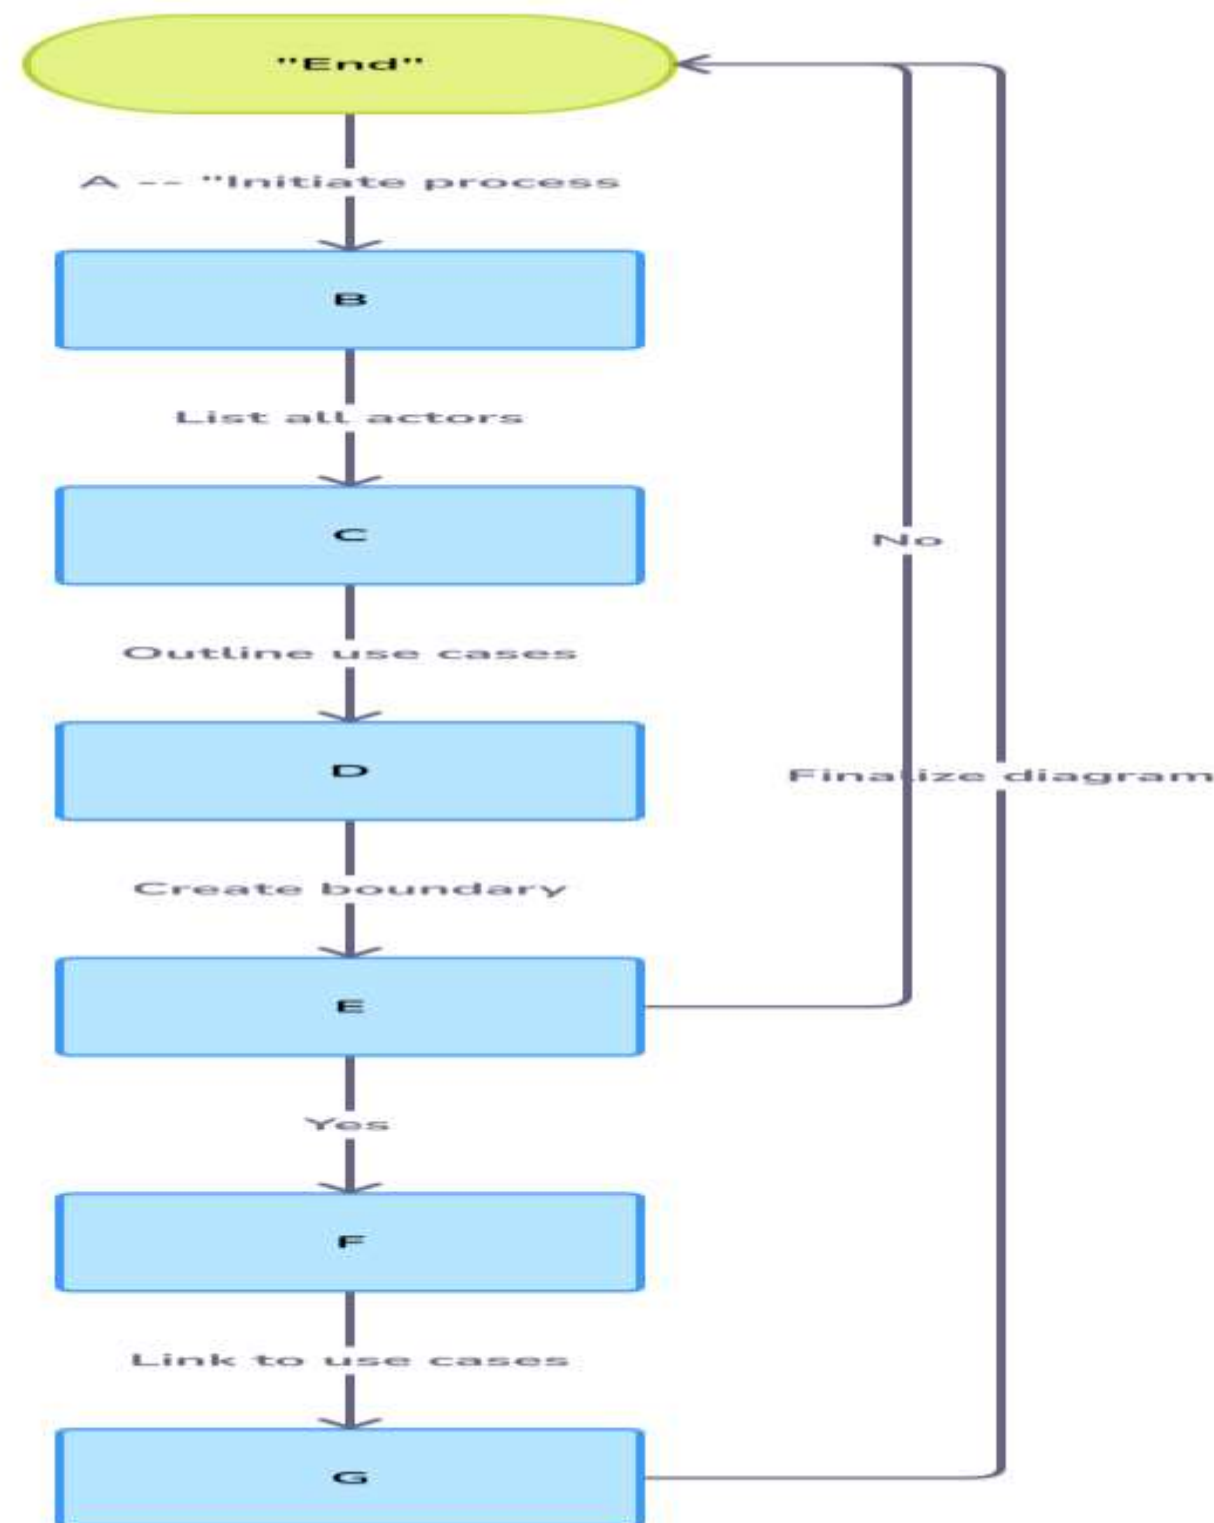 "End"
A -- "Initiate process
B
List all actors
C
No
Outline use cases
D
Finalize diagram
Create boundary
E
Yes
F
Link to use cases
G